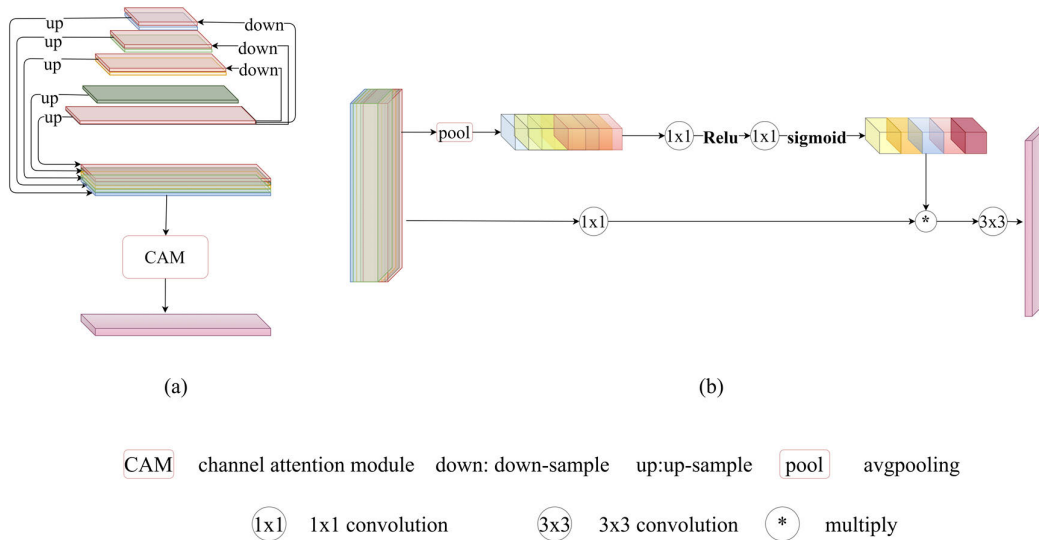 up
down
up
down
up
down
up
up
CAM
(a)
pool
1x1
Relu
1x1
sigmoid
1x1
*
3x3
(b)
CAM channel attention module down: down-sample up:up-sample pool avgpooling
1x1 1x1 convolution 3x3 3x3 convolution * multiply